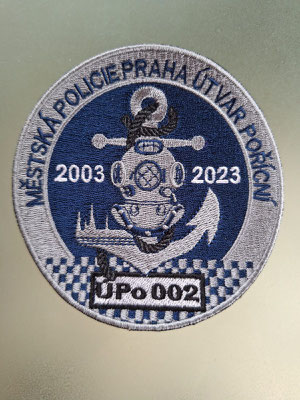 MĚSTSKÁ POLICIE PRAHA ÚTVAR POŘÍČNÍ
2003 2023
ÚPo 002